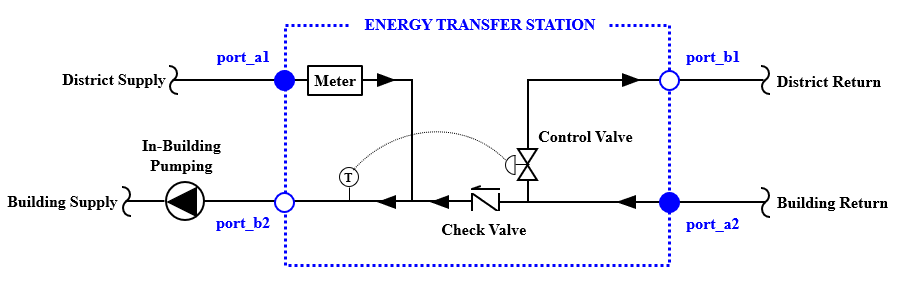 ENERGY TRANSFER STATION
port_a1
port_b1
District Supply
Meter
District Return
In-Building
Pumping
Control Valve
T
Building Supply
Building Return
port_b2
Check Valve
port_a2